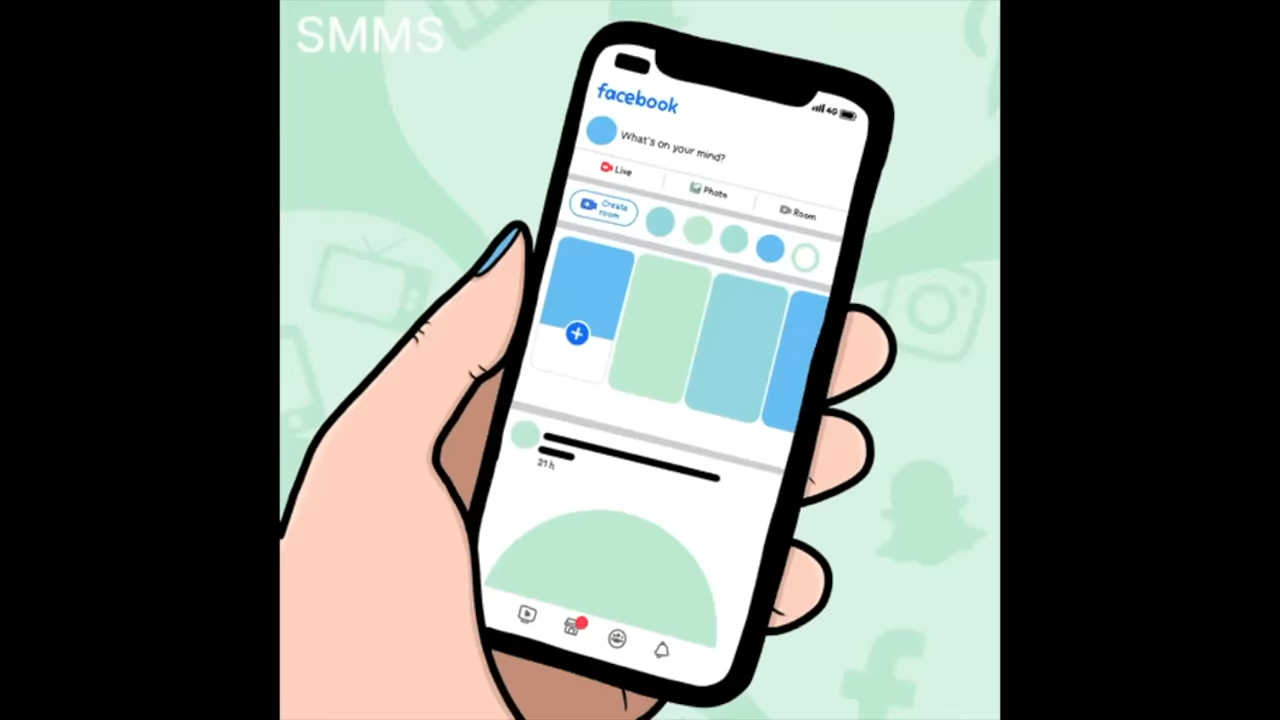 SMMS
facebook
4G
What's on your mind?
Live
Photo
Room
Create
room
21 h